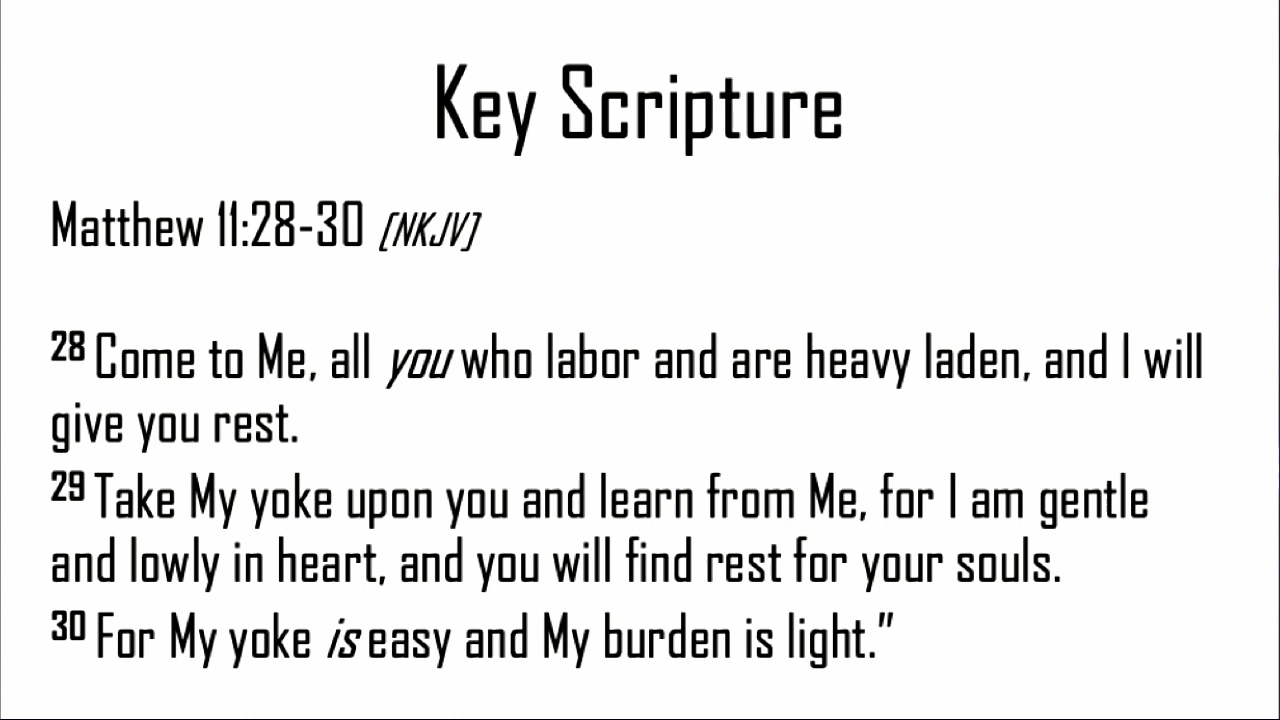 Key Scripture
Matthew 11:28-30 [NKJV]
28 Come to Me, all you who labor and are heavy laden, and I will
give you rest.
29 Take My yoke upon you and learn from Me, for I am gentle
and lowly in heart, and you will find rest for your souls.
30 For My yoke is easy and My burden is light.”